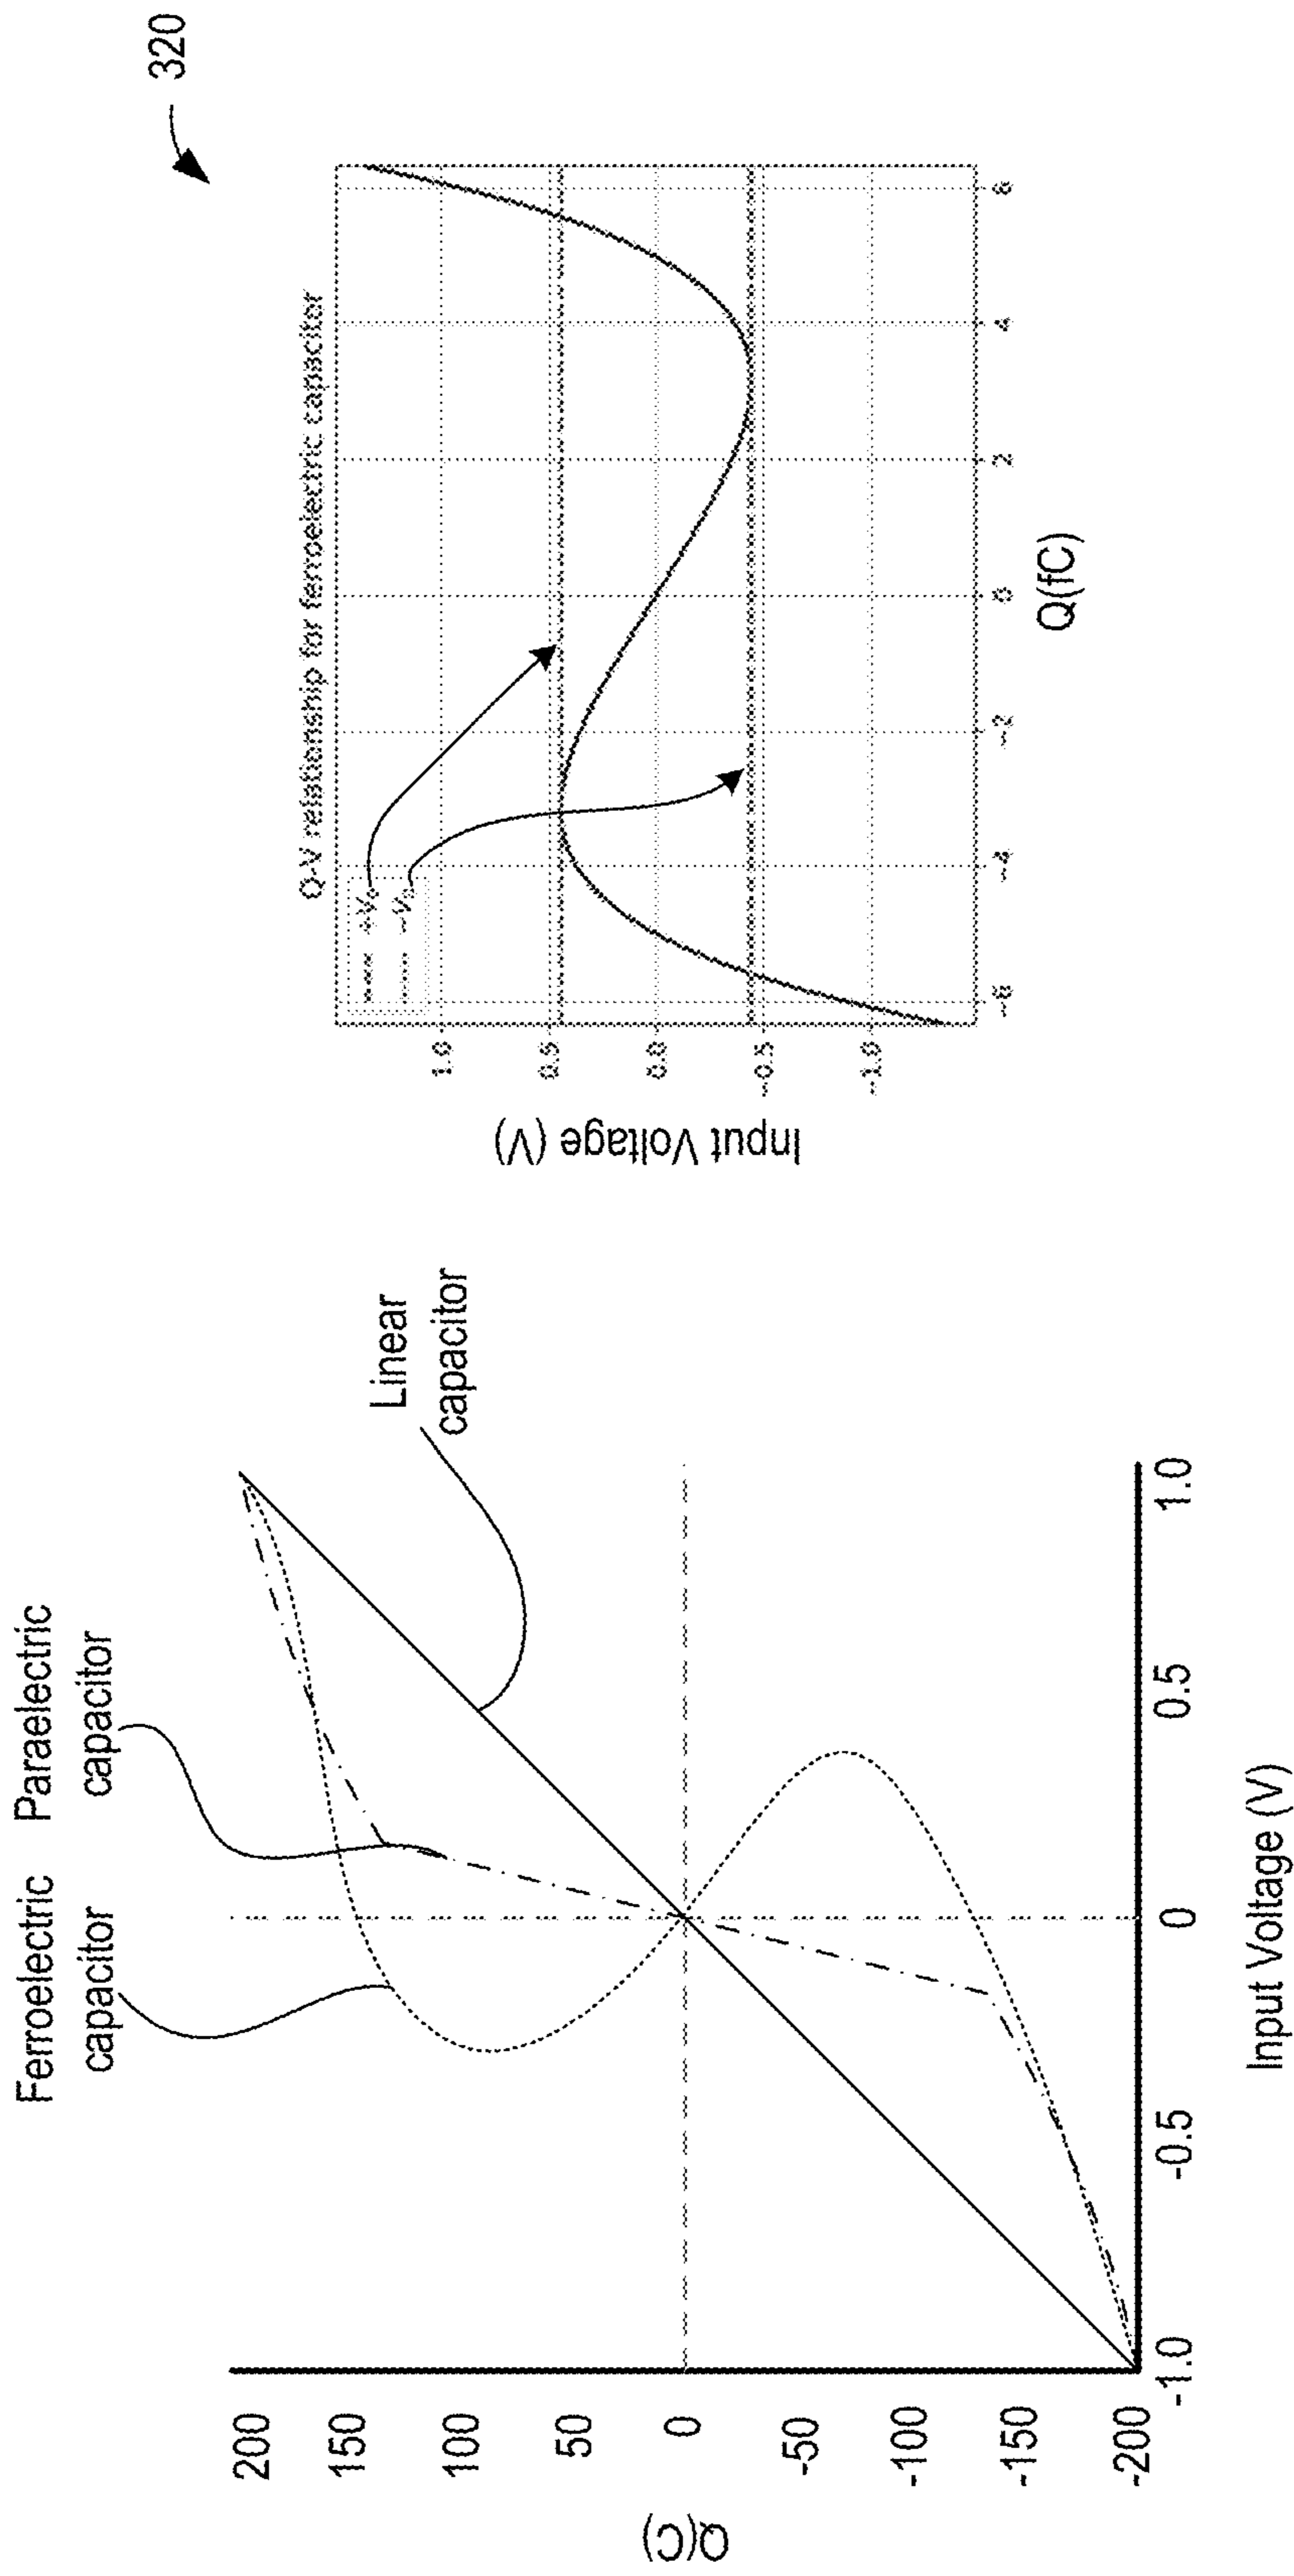 Ferroelectric
capacitor
Paraelectric
capacitor
Linear
capacitor
Q(C)
200
150
100
50
0
-50
-100
-150
-200
-1.0
-0.5
0
0.5
1.0
Input Voltage (V)
320
Q-V relationship for ferroelectric capacitor
+V₀
-V₀
Input Voltage (V)
1.0
0.5
0.0
-0.5
-1.0
-6
-4
-2
0
2
4
6
Q(fC)